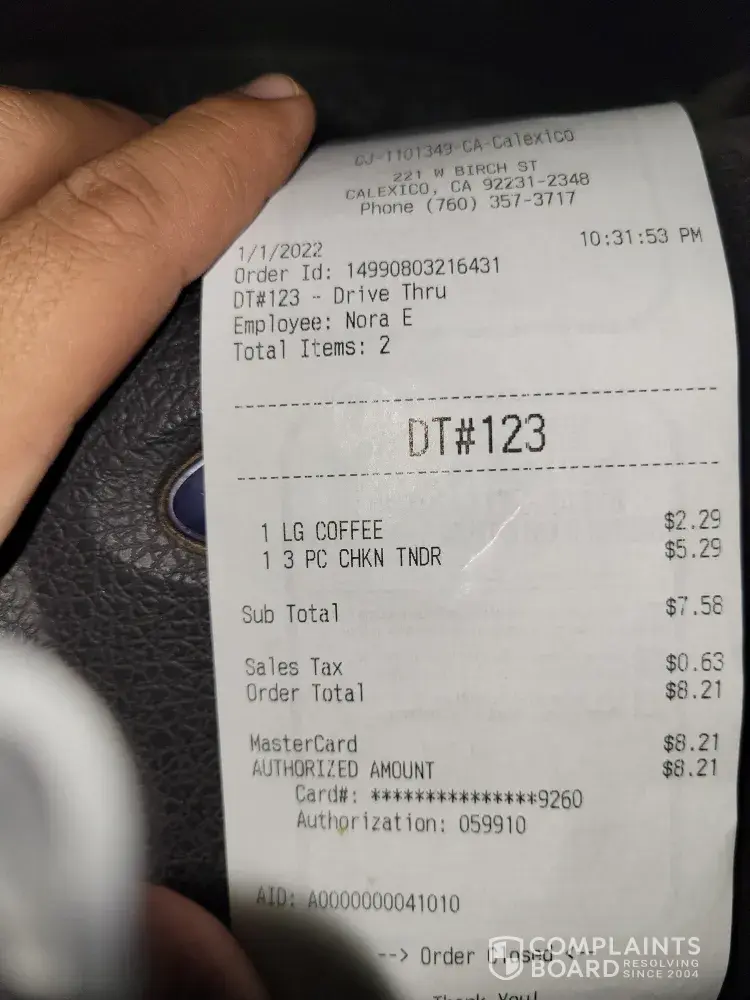 CJ-1101349-CA-Calexico
221 W BIRCH ST
CALEXICO, CA 92231-2348
Phone (760) 357-3717
1/1/2022 10:31:53 PM
Order Id: 14990803216431
DT#123 - Drive Thru
Employee: Nora E
Total Items: 2
DT#123
1 LG COFFEE $2.29
1 3 PC CHKN TNDR $5.29
Sub Total $7.58
Sales Tax $0.63
Order Total $8.21
MasterCard $8.21
AUTHORIZED AMOUNT $8.21
Card#: ***************9260
Authorization: 059910
AID: A0000000041010
--> Order Closed <--
Thank You!
COMPLAINTS
BOARD RESOLVING
SINCE 2004